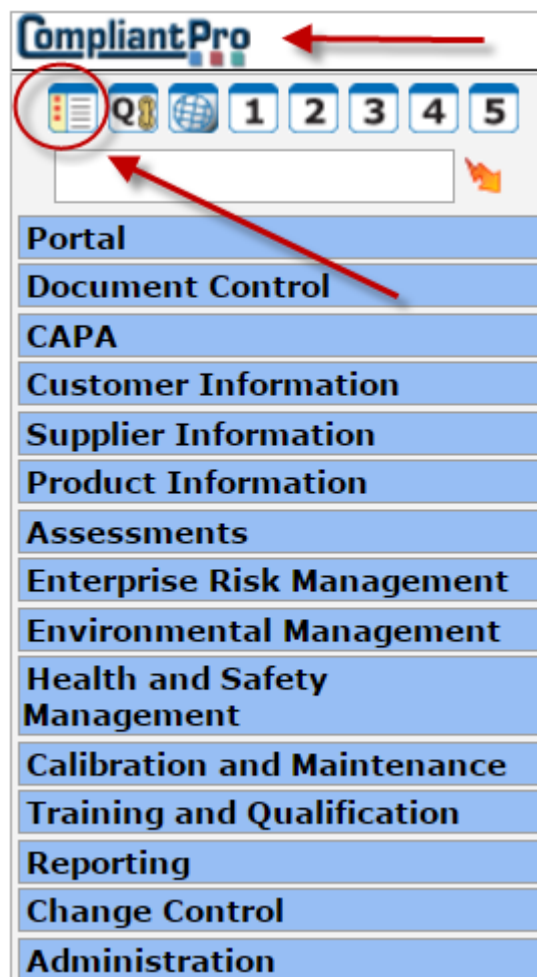 CompliantPro
Q 1 2 3 4 5
Portal
Document Control
CAPA
Customer Information
Supplier Information
Product Information
Assessments
Enterprise Risk Management
Environmental Management
Health and Safety
Management
Calibration and Maintenance
Training and Qualification
Reporting
Change Control
Administration